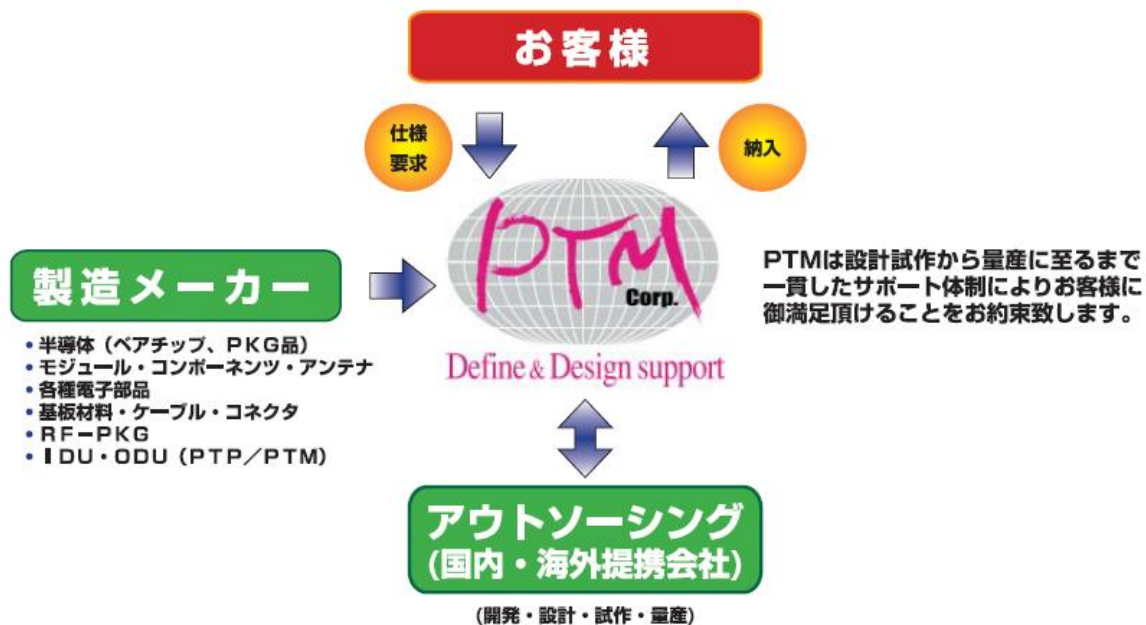 お客様
仕様
要求
納入
PTM
Corp.
Define & Design support
製造メーカー
・半導体（ベアチップ、ＰＫＧ品）
・モジュール・コンポーネンツ・アンテナ
・各種電子部品
・基板材料・ケーブル・コネクタ
・ＲＦ－ＰＫＧ
・ＩＤＵ・ＯＤＵ（ＰＴＰ／ＰＴＭ）
PTMは設計試作から量産に至るまで
一貫したサポート体制によりお客様に
御満足頂けることをお約束致します。
アウトソーシング
(国内・海外提携会社)
(開発・設計・試作・量産)